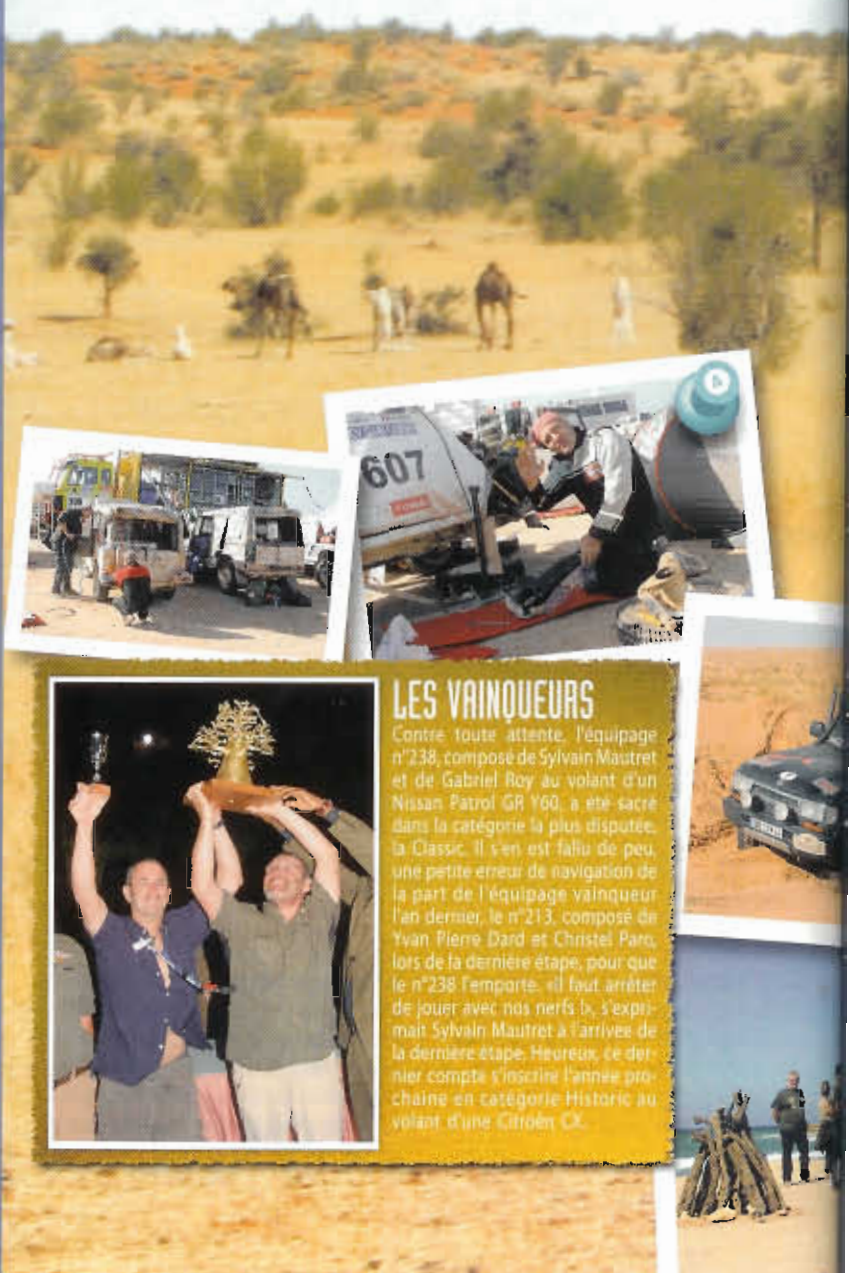 607
LES VAINQUEURS
Contre toute attente, l'équipage
n°238, composé de Sylvain Mautret
et de Gabriel Roy au volant d'un
Nissan Patrol GR Y60, a été sacré
dans la catégorie la plus disputée,
la Classic. Il s'en est fallu de peu,
une petite erreur de navigation de
la part de l'équipage vainqueur
l'an dernier, le n°213, composé de
Yvan Pierre Dard et Christel Paro,
lors de la dernière étape, pour que
le n°238 l'emporte. «Il faut arrêter
de jouer avec nos nerfs !», s'expri-
mait Sylvain Mautret à l'arrivée de
la dernière étape. Heureux, ce der-
nier compte s'inscrire l'année pro-
chaine en catégorie Historic au
volant d'une Citroën CX.